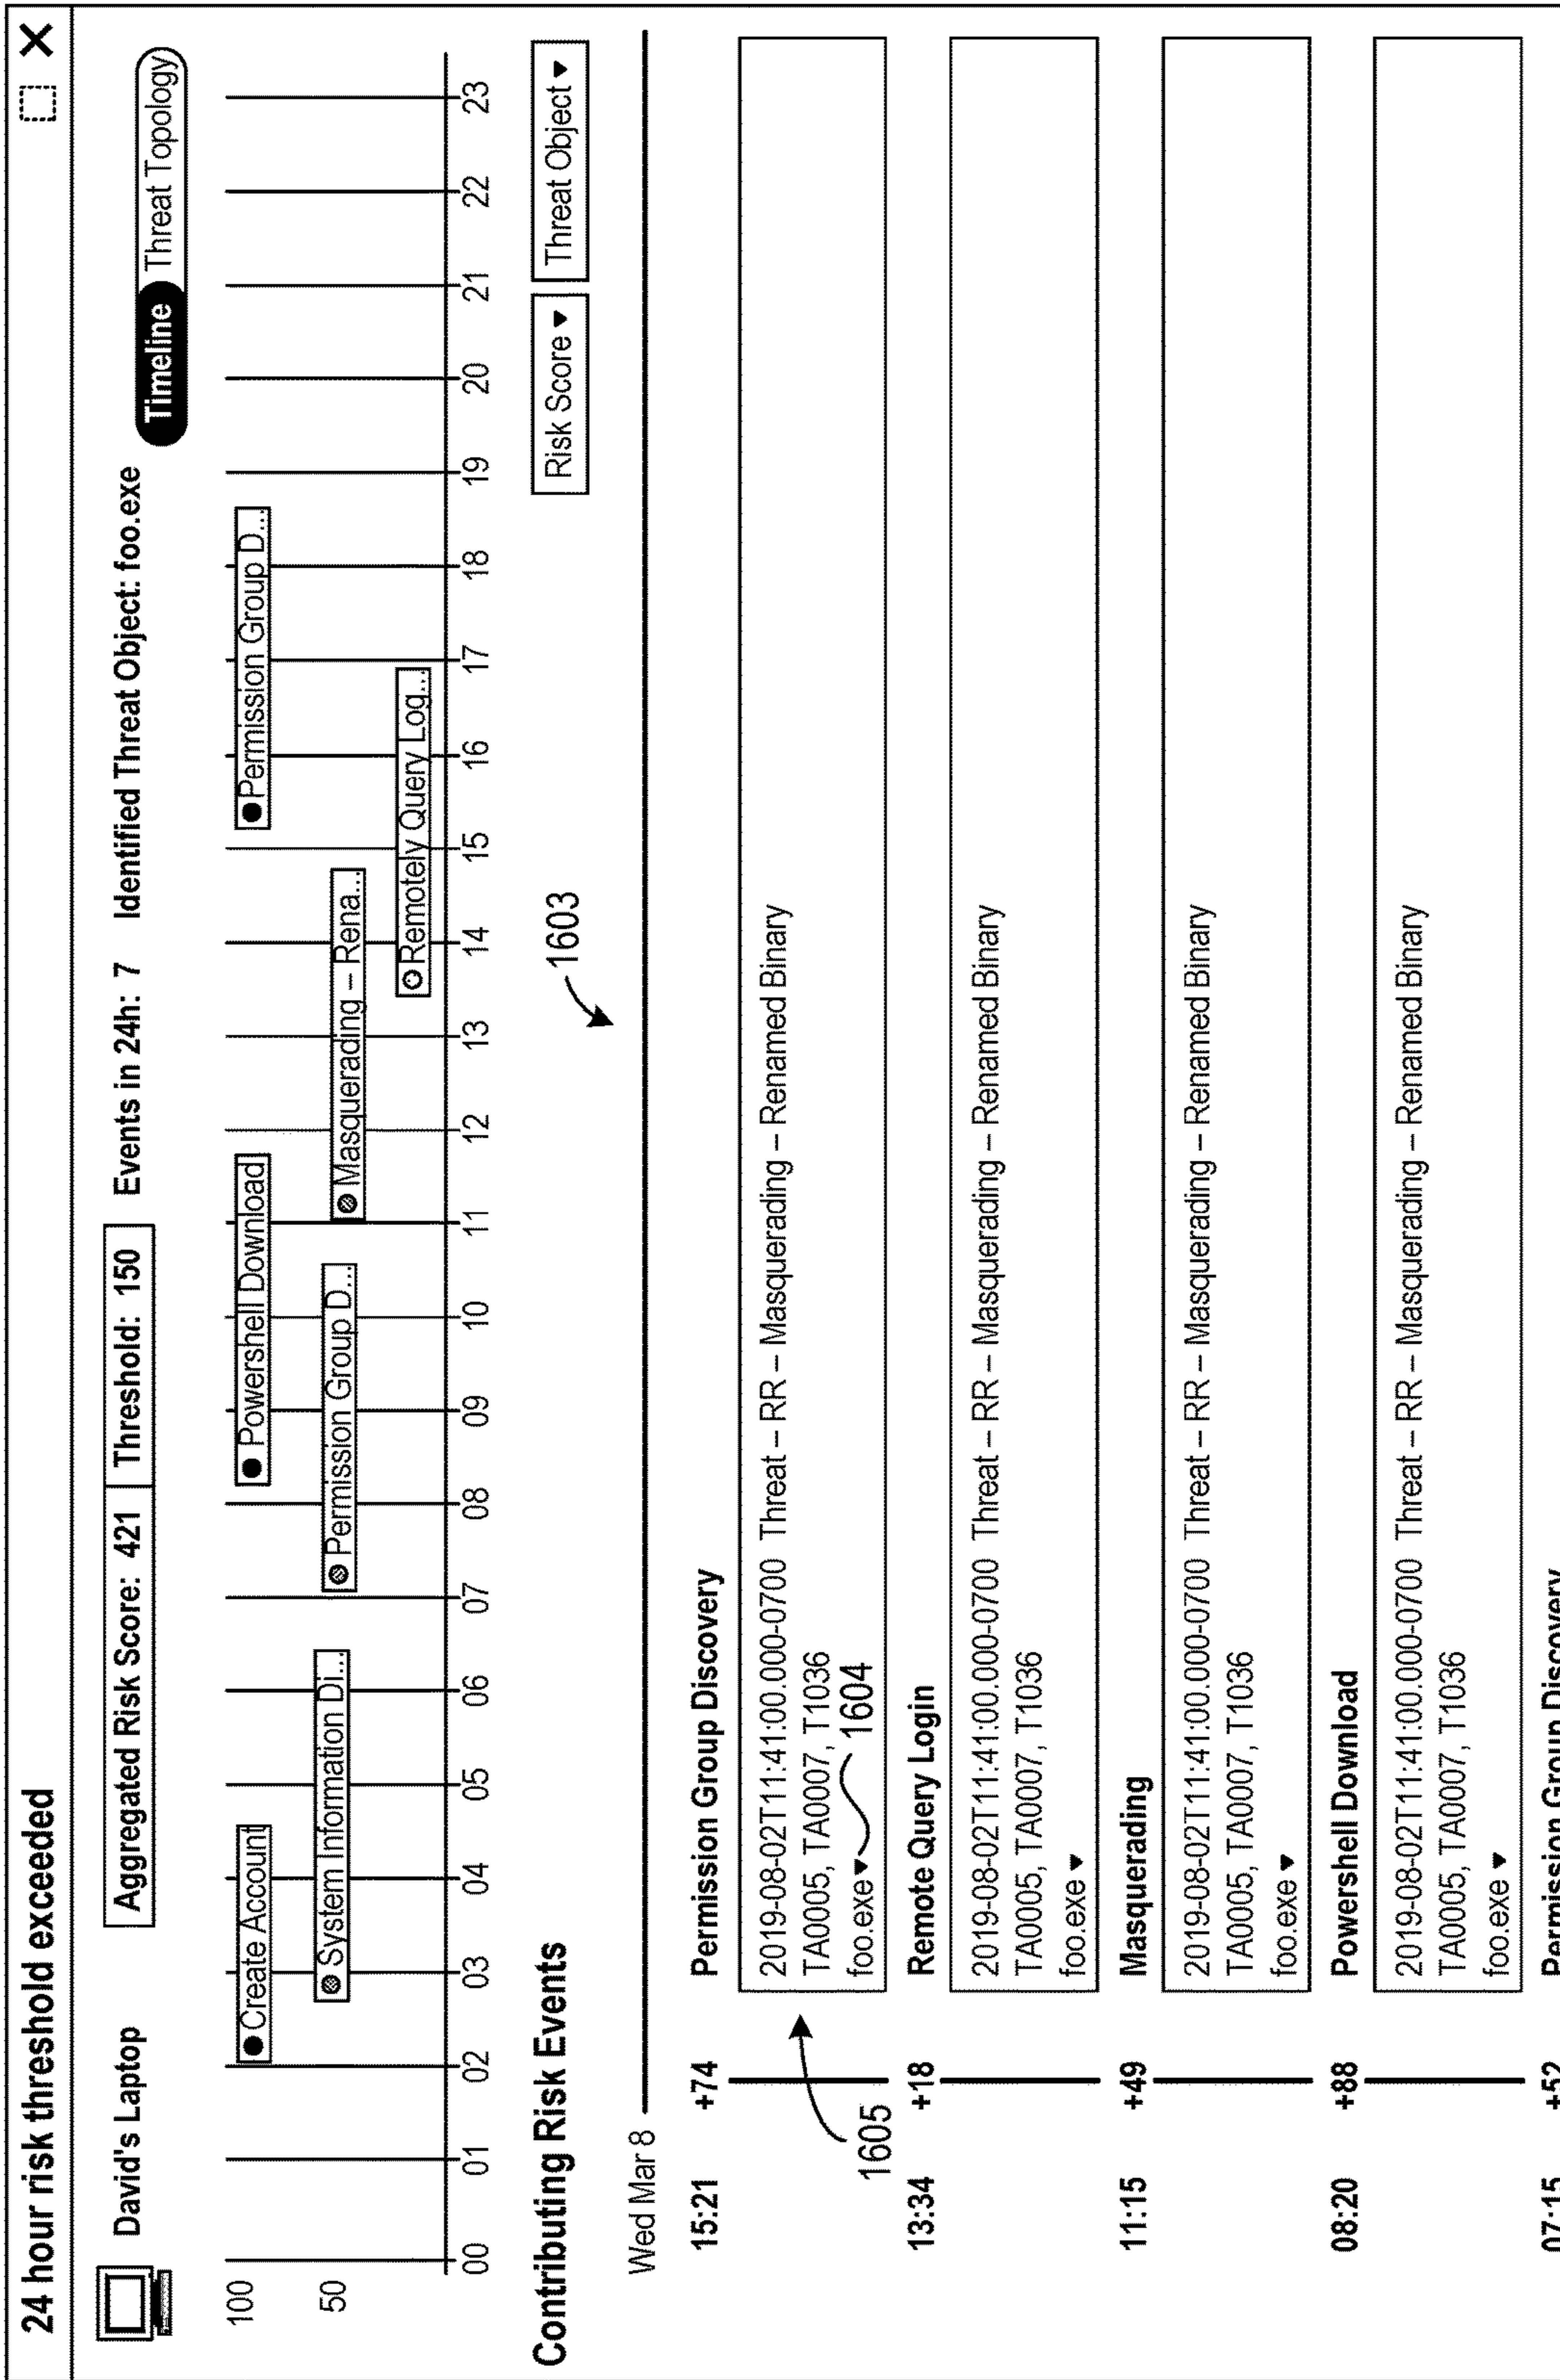 24 hour risk threshold exceeded
David's Laptop Aggregated Risk Score: 421 Threshold: 150 Events in 24h: 7 Identified Threat Object: foo.exe Timeline Threat Topology
100
50
Create Account
Powershell Download
Permission Group D...
System Information Di...
Permission Group D...
Masquerading – Rena...
Remotely Query Log...
00 01 02 03 04 05 06 07 08 09 10 11 12 13 14 15 16 17 18 19 20 21 22 23
Contributing Risk Events
Risk Score ▾ Threat Object ▾
1603
Wed Mar 8
15:21 +74 Permission Group Discovery
2019-08-02T11:41:00.000-0700 Threat – RR – Masquerading – Renamed Binary
TA0005, TA0007, T1036
foo.exe ▾ 1604
1605
13:34 +18 Remote Query Login
2019-08-02T11:41:00.000-0700 Threat – RR – Masquerading – Renamed Binary
TA0005, TA0007, T1036
foo.exe ▾
11:15 +49 Masquerading
2019-08-02T11:41:00.000-0700 Threat – RR – Masquerading – Renamed Binary
TA0005, TA0007, T1036
foo.exe ▾
08:20 +88 Powershell Download
2019-08-02T11:41:00.000-0700 Threat – RR – Masquerading – Renamed Binary
TA0005, TA0007, T1036
foo.exe ▾
07:15 +52 Permission Group Discovery